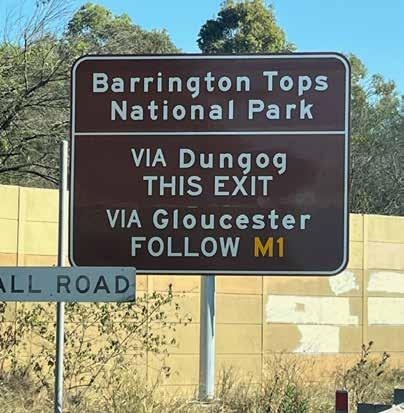 Barrington Tops
National Park
VIA Dungog
THIS EXIT
VIA Gloucester
FOLLOW M1
ALL ROAD